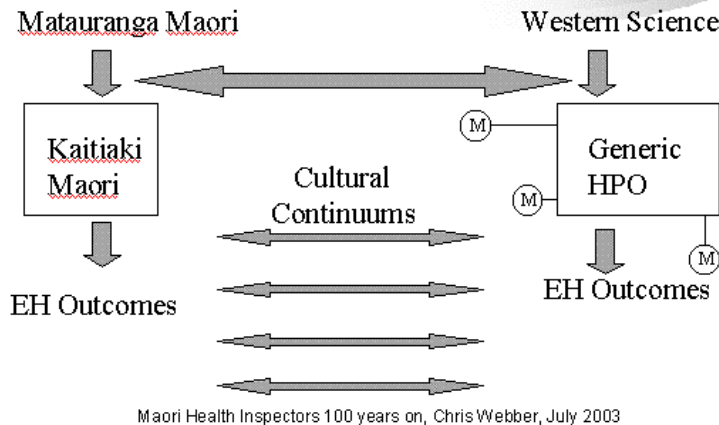 Matauranga Maori
Western Science
Kaitiaki
Maori
M
Generic
HPO
M
M
Cultural
Continuums
EH Outcomes
EH Outcomes
Maori Health Inspectors 100 years on, Chris Webber, July 2003